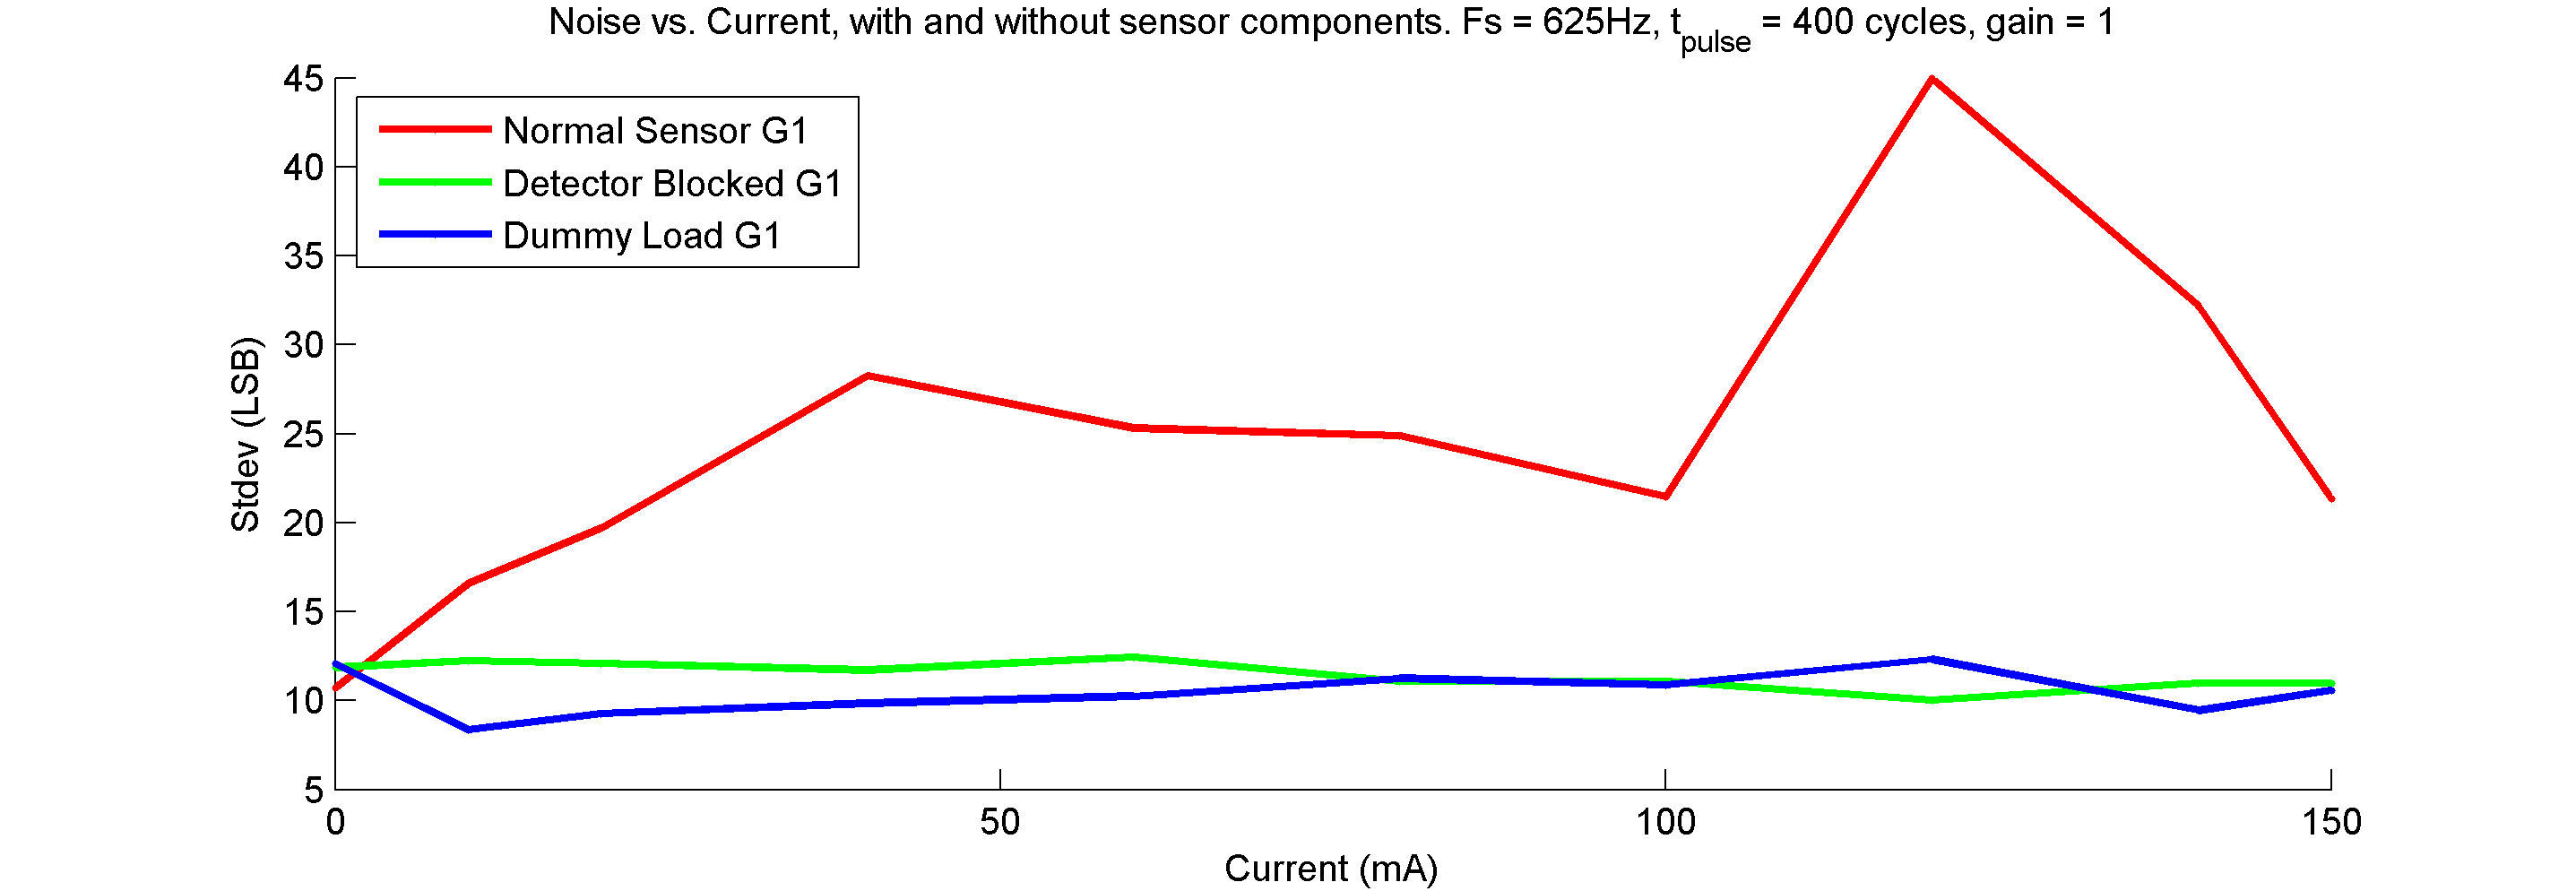 Noise vs. Current, with and without sensor components. Fs = 625Hz, tpulse = 400 cycles, gain = 1
45
40
35
30
25
20
15
10
5
Normal Sensor G1
Detector Blocked G1
Dummy Load G1
Stdev (LSB)
0 50 100 150
Current (mA)